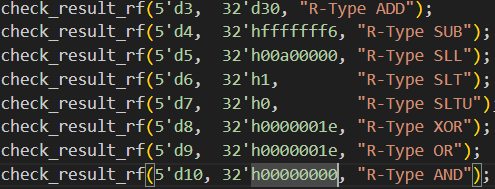 check_result_rf(5'd3,  32'd30, "R-Type ADD");
check_result_rf(5'd4,  32'hfffffff6, "R-Type SUB");
check_result_rf(5'd5,  32'h00a00000, "R-Type SLL");
check_result_rf(5'd6,  32'h1,        "R-Type SLT");
check_result_rf(5'd7,  32'h0,        "R-Type SLTU")
check_result_rf(5'd8,  32'h0000001e, "R-Type XOR");
check_result_rf(5'd9,  32'h0000001e, "R-Type OR");
check_result_rf(5'd10, 32'h00000000, "R-Type AND");